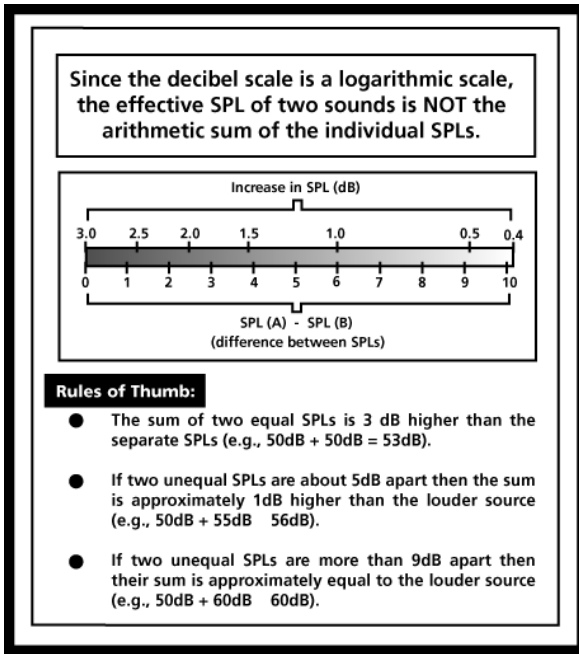 Since the decibel scale is a logarithmic scale,
the effective SPL of two sounds is NOT the
arithmetic sum of the individual SPLs.
Increase in SPL (dB)
3.0 2.5 2.0 1.5 1.0 0.5 0.4
0 1 2 3 4 5 6 7 8 9 10
SPL (A) - SPL (B)
(difference between SPLs)
Rules of Thumb:
● The sum of two equal SPLs is 3 dB higher than the
separate SPLs (e.g., 50dB + 50dB = 53dB).
● If two unequal SPLs are about 5dB apart then the sum
is approximately 1dB higher than the louder source
(e.g., 50dB + 55dB 56dB).
● If two unequal SPLs are more than 9dB apart then
their sum is approximately equal to the louder source
(e.g., 50dB + 60dB 60dB).